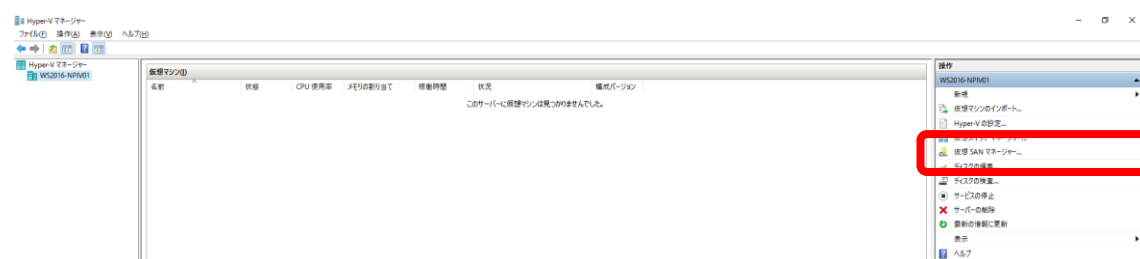 Hyper-V マネージャー
ファイル(F) 操作(A) 表示(V) ヘルプ(H)
Hyper-V マネージャー
WS2016-NPIV01
仮想マシン(I)
名前 状態 CPU 使用率 メモリの割り当て 稼働時間 状況 構成バージョン
このサーバーに仮想マシンは見つかりませんでした。
操作
WS2016-NPIV01
新規
仮想マシンのインポート...
Hyper-V の設定...
仮想 SAN マネージャー...
ディスクの編集...
ディスクの検査...
サービスの停止
サーバーの削除
最新の情報に更新
表示
ヘルプ